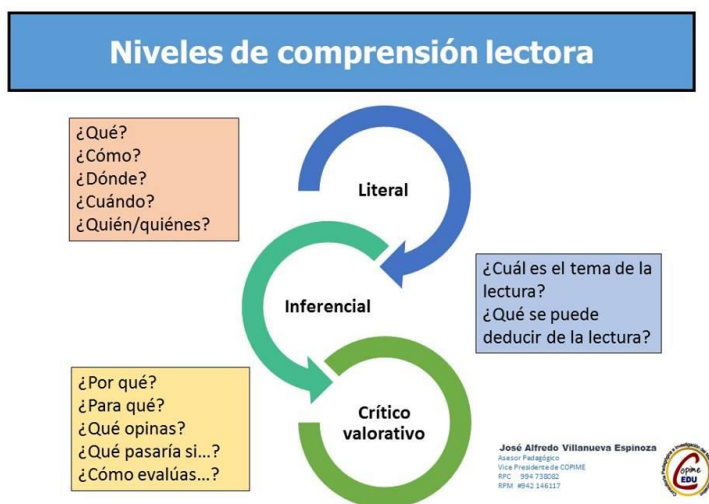 Niveles de comprensión lectora
¿Qué?
¿Cómo?
¿Dónde?
¿Cuándo?
¿Quién/quiénes?
Literal
Inferencial
¿Cuál es el tema de la
lectura?
¿Qué se puede
deducir de la lectura?
¿Por qué?
¿Para qué?
¿Qué opinas?
¿Qué pasaría si...?
¿Cómo evalúas...?
Crítico
valorativo
José Alfredo Villanueva Espinoza
Asesor Pedagógico
Vice Presidente de COPIME
RPC 994 738082
RPM #942 146117
Copime
EDU